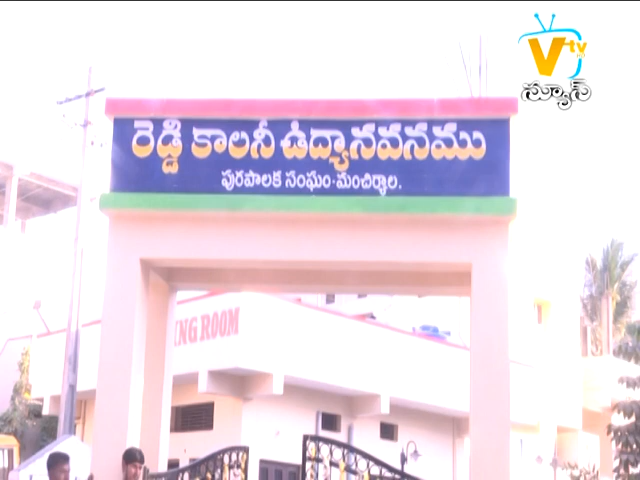 V tv
న్యూస్
రెడ్డి కాలనీ ఉద్యానవనము
పురపాలక సంఘం-మంచిర్యాల.
ING ROOM